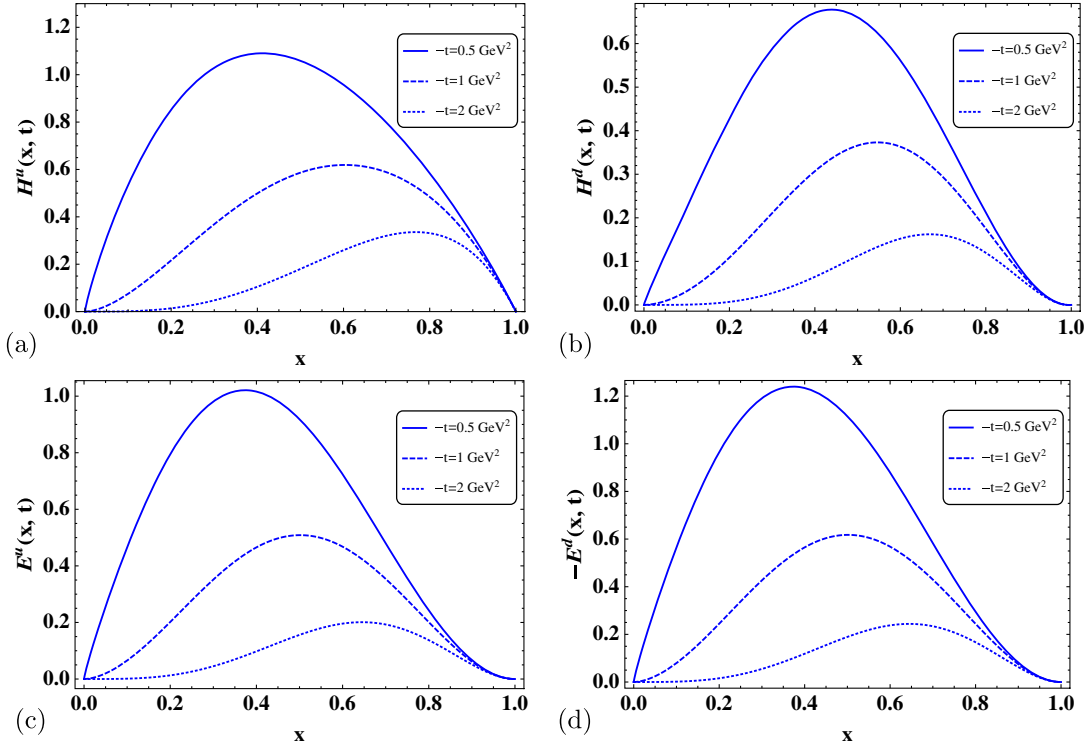 1.2
1.0
0.8
0.6
0.4
0.2
0.0
H^u(x, t)
−t=0.5 GeV²
−t=1 GeV²
−t=2 GeV²
0.0 0.2 0.4 0.6 0.8 1.0
x
(a)
0.6
0.5
0.4
0.3
0.2
0.1
0.0
H^d(x, t)
−t=0.5 GeV²
−t=1 GeV²
−t=2 GeV²
0.0 0.2 0.4 0.6 0.8 1.0
x
(b)
1.0
0.8
0.6
0.4
0.2
0.0
E^u(x, t)
−t=0.5 GeV²
−t=1 GeV²
−t=2 GeV²
0.0 0.2 0.4 0.6 0.8 1.0
x
(c)
1.2
1.0
0.8
0.6
0.4
0.2
0.0
−E^d(x, t)
−t=0.5 GeV²
−t=1 GeV²
−t=2 GeV²
0.0 0.2 0.4 0.6 0.8 1.0
x
(d)